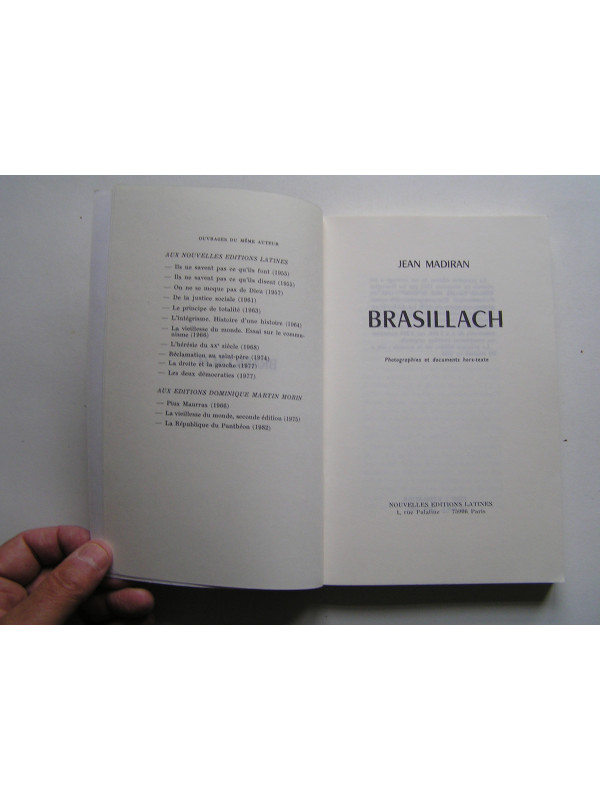 OUVRAGES DU MÊME AUTEUR
AUX NOUVELLES EDITIONS LATINES
— Ils ne savent pas ce qu'ils font (1955)
— Ils ne savent pas ce qu'ils disent (1955)
— On ne se moque pas de Dieu (1957)
— De la justice sociale (1961)
— Le principe de totalité (1963)
— L'intégrisme. Histoire d'une histoire (1964)
— La vieillesse du monde. Essai sur le commu-
nisme (1966)
— L'hérésie du XXe siècle (1968)
— Réclamation au saint-père (1974)
— La droite et la gauche (1977)
— Les deux démocraties (1977)
AUX EDITIONS DOMINIQUE MARTIN MORIN
— Pius Maurras (1966)
— La vieillesse du monde, seconde édition (1975)
— La République du Panthéon (1982)
JEAN MADIRAN
BRASILLACH
Photographies et documents hors-texte
NOUVELLES EDITIONS LATINES
1, rue Palatine 75006 Paris